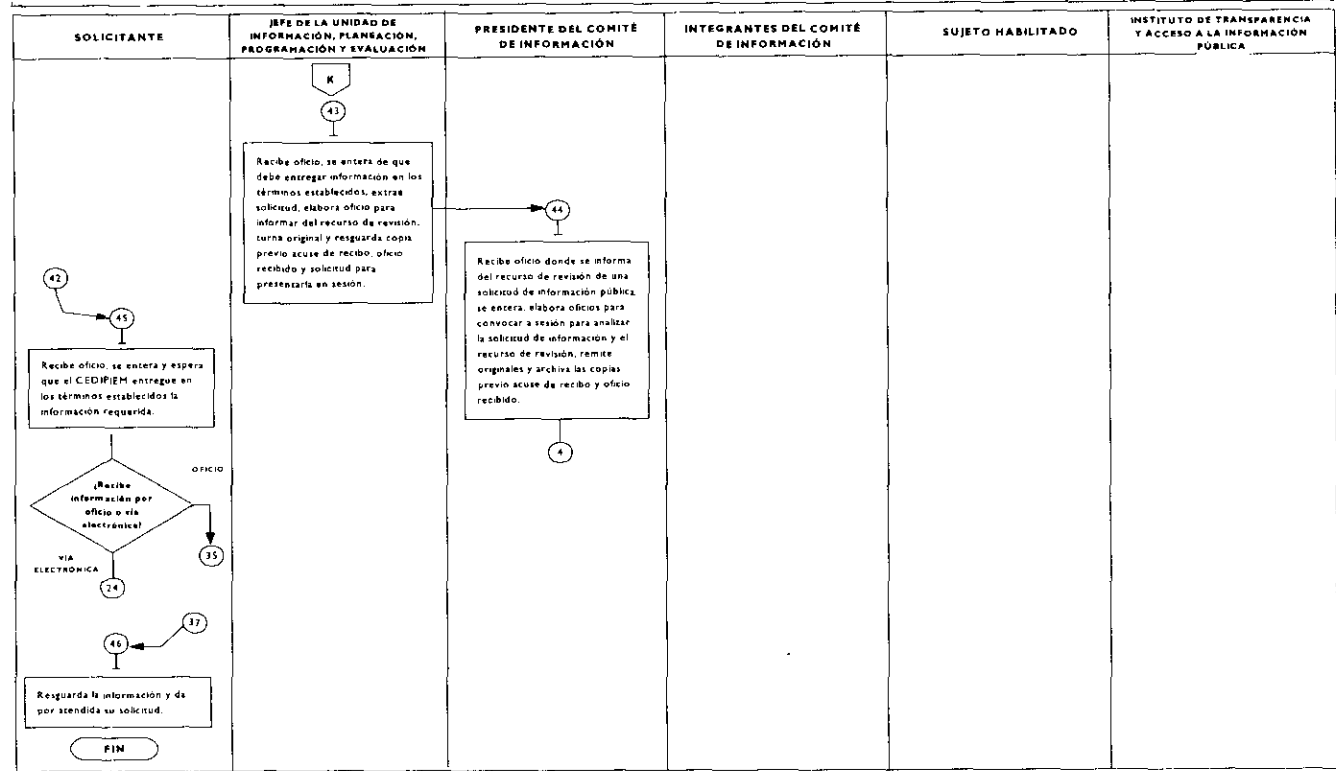 SOLICITANTE
JEFE DE LA UNIDAD DE
INFORMACIÓN, PLANEACIÓN,
PROGRAMACIÓN Y EVALUACIÓN
PRESIDENTE DEL COMITÉ
DE INFORMACIÓN
INTEGRANTES DEL COMITÉ
DE INFORMACIÓN
SUJETO HABILITADO
INSTITUTO DE TRANSPARENCIA
Y ACCESO A LA INFORMACIÓN
PÚBLICA
K
43
Recibe oficio, se entera de que
debe entregar información en los
términos establecidos, extrae
solicitud, elabora oficio para
informar del recurso de revisión,
turna original y resguarda copia
previo acuse de recibo, oficio
recibido y solicitud para
presentarla en sesión.
44
Recibe oficio donde se informa
del recurso de revisión de una
solicitud de información pública,
se entera, elabora oficios para
convocar a sesión para analizar
la solicitud de información y el
recurso de revisión, remite
originales y archiva las copias
previo acuse de recibo y oficio
recibido.
4
42
45
Recibe oficio, se entera y espera
que el CEDIPIEM entregue en
los términos establecidos la
información requerida.
¿Recibe
información por
oficio o vía
electrónica?
OFICIO
35
VÍA
ELECTRÓNICA
24
37
46
Resguarda la información y da
por atendida su solicitud.
FIN